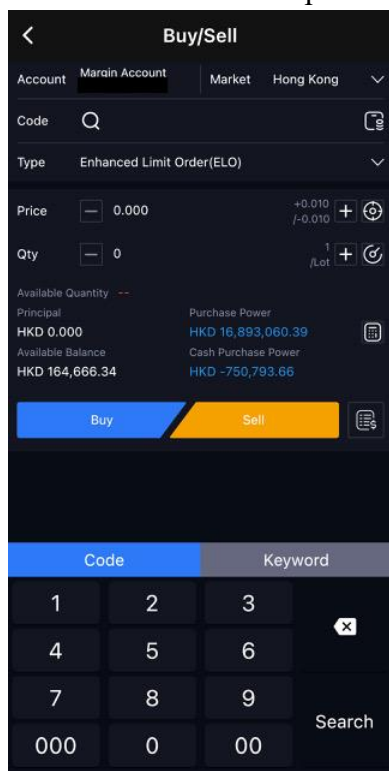 Buy/Sell
Account Margin Account Market Hong Kong
Code
Type Enhanced Limit Order(ELO)
Price 0.000 +0.010
/-0.010
Qty 0 1
/Lot
Available Quantity --
Principal Purchase Power
HKD 0.000 HKD 16,893,060.39
Available Balance Cash Purchase Power
HKD 164,666.34 HKD -750,793.66
Buy Sell
Code Keyword
1 2 3
4 5 6
7 8 9
Search
000 0 00